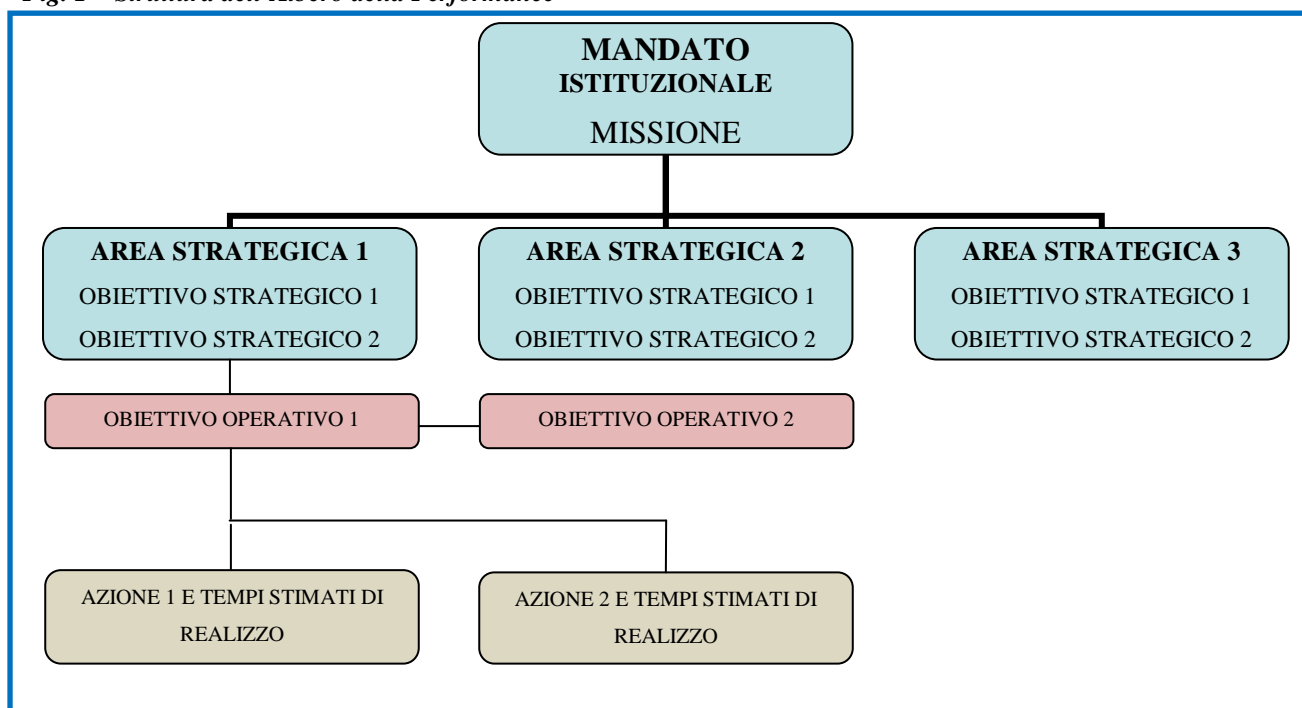 MANDATO
ISTITUZIONALE
MISSIONE
AREA STRATEGICA 1
OBIETTIVO STRATEGICO 1
OBIETTIVO STRATEGICO 2
AREA STRATEGICA 2
OBIETTIVO STRATEGICO 1
OBIETTIVO STRATEGICO 2
AREA STRATEGICA 3
OBIETTIVO STRATEGICO 1
OBIETTIVO STRATEGICO 2
OBIETTIVO OPERATIVO 1
OBIETTIVO OPERATIVO 2
AZIONE 1 E TEMPI STIMATI DI
REALIZZO
AZIONE 2 E TEMPI STIMATI DI
REALIZZO